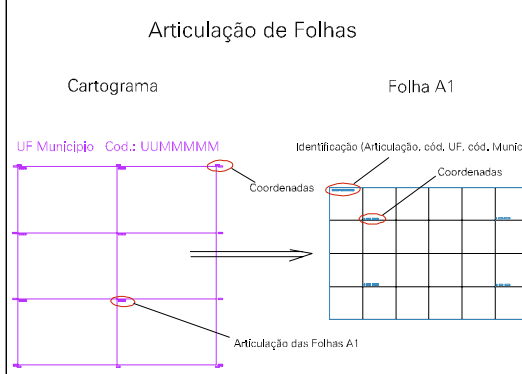 Articulação de Folhas
Cartograma
Folha A1
UF Municipio Cod.: UUMMMMM
Identificação (Articulação, cód. UF, cód. Munic
Coordenadas
Coordenadas
Articulação das Folhas A1